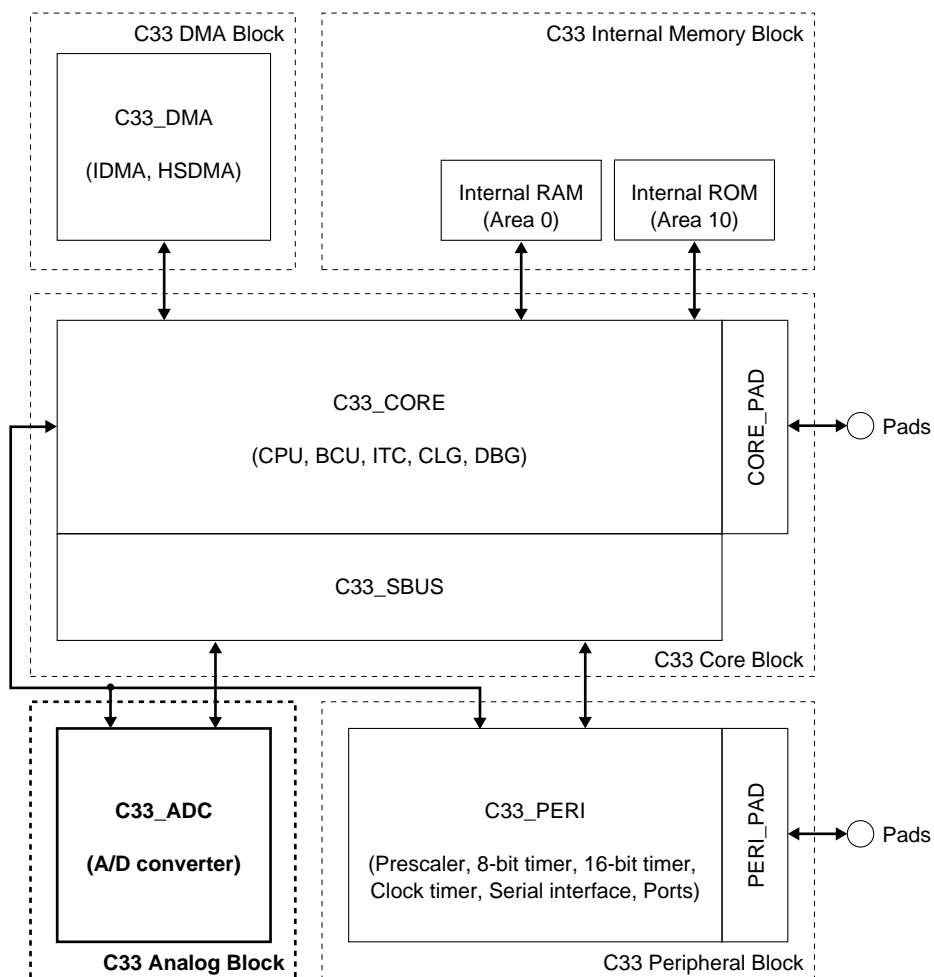 C33 DMA Block
C33 Internal Memory Block
C33_DMA
(IDMA, HSDMA)
Internal RAM
(Area 0)
Internal ROM
(Area 10)
C33_CORE
(CPU, BCU, ITC, CLG, DBG)
CORE_PAD
Pads
C33_SBUS
C33 Core Block
C33_ADC
(A/D converter)
C33_PERI
(Prescaler, 8-bit timer, 16-bit timer,
Clock timer, Serial interface, Ports)
PERI_PAD
Pads
C33 Analog Block
C33 Peripheral Block